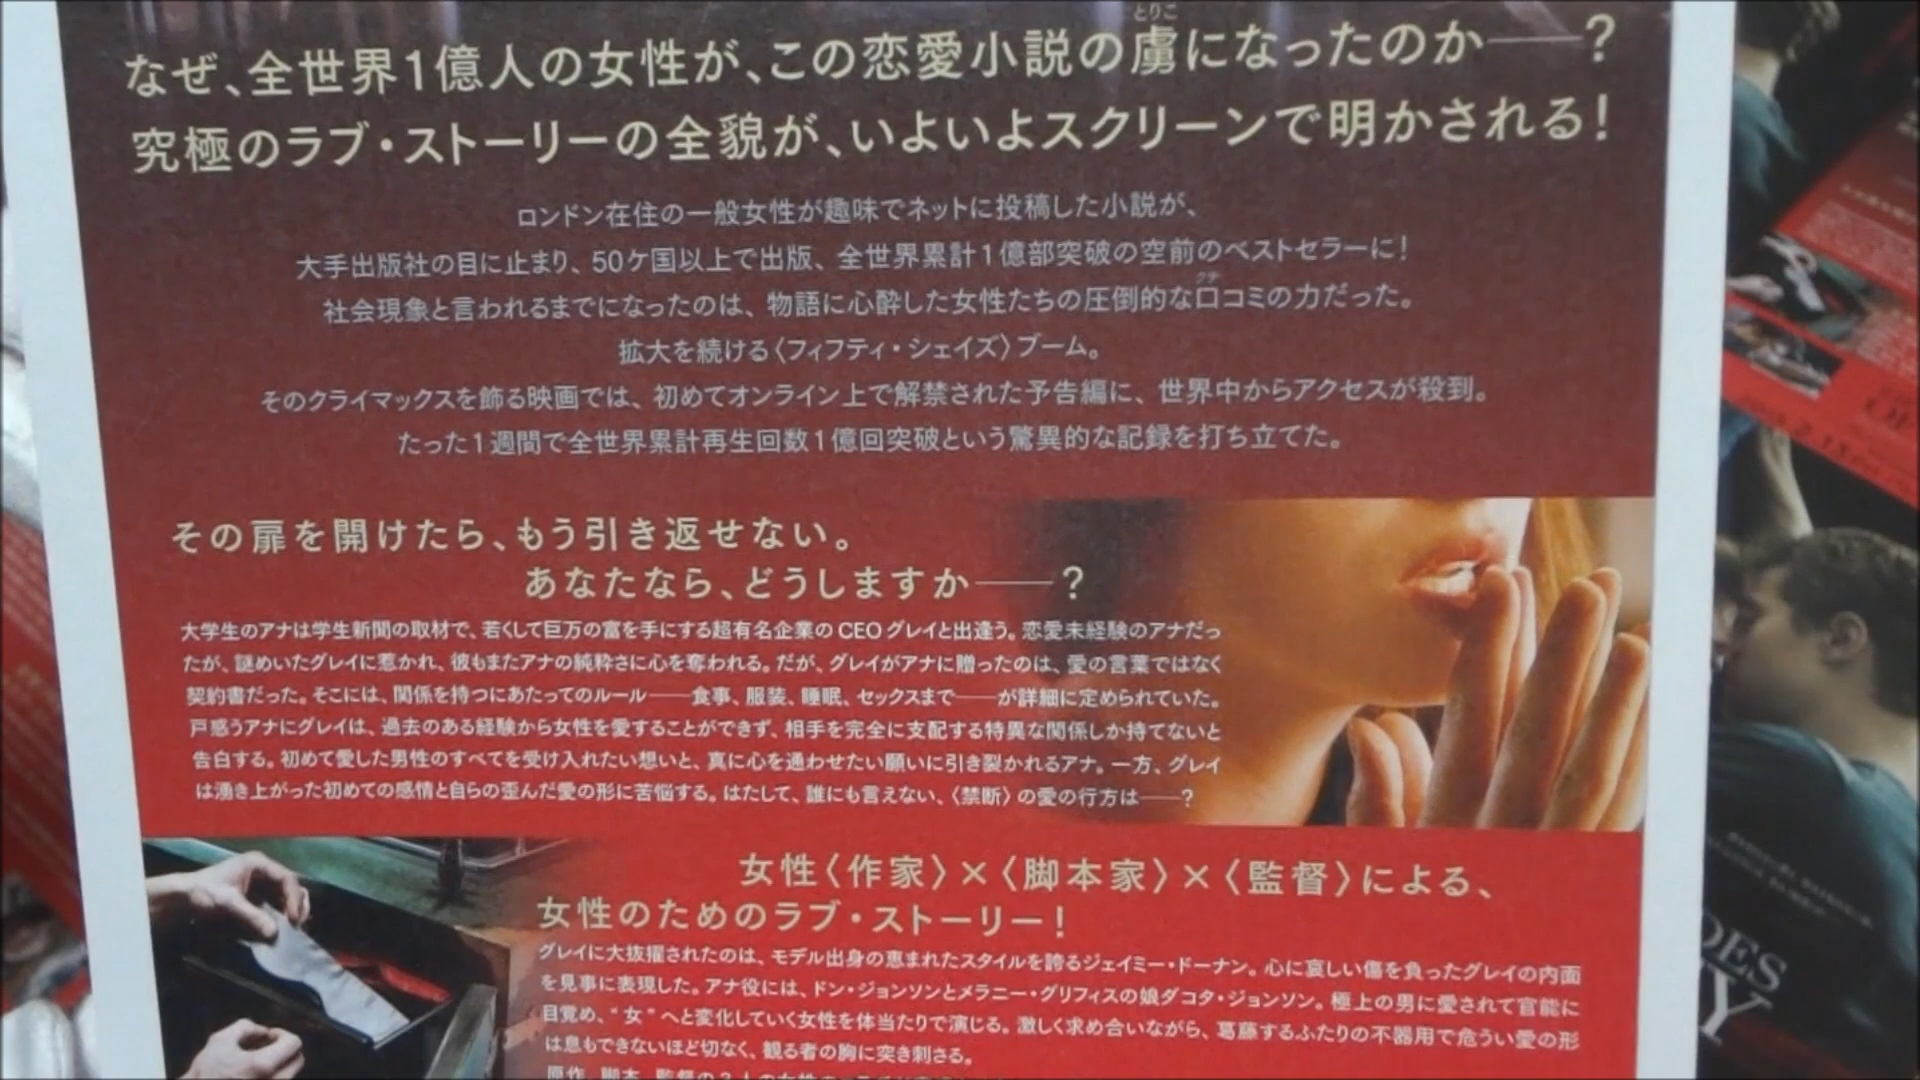 なぜ、全世界1億人の女性が、この恋愛小説の虜になったのか──?
とりこ
究極のラブ・ストーリーの全貌が、いよいよスクリーンで明かされる!
ロンドン在住の一般女性が趣味でネットに投稿した小説が、
大手出版社の目に止まり、50ケ国以上で出版、全世界累計1億部突破の空前のベストセラーに!
社会現象と言われるまでになったのは、物語に心酔した女性たちの圧倒的な口コミの力だった。
クチ
拡大を続ける〈フィフティ・シェイズ〉ブーム。
そのクライマックスを飾る映画では、初めてオンライン上で解禁された予告編に、世界中からアクセスが殺到。
たった1週間で全世界累計再生回数1億回突破という驚異的な記録を打ち立てた。
その扉を開けたら、もう引き返せない。
あなたなら、どうしますか──?
大学生のアナは学生新聞の取材で、若くして巨万の富を手にする超有名企業のCEOグレイと出逢う。恋愛未経験のアナだっ
たが、謎めいたグレイに惹かれ、彼もまたアナの純粋さに心を奪われる。だが、グレイがアナに贈ったのは、愛の言葉ではなく
契約書だった。そこには、関係を持つにあたってのルール──食事、服装、睡眠、セックスまで──が詳細に定められていた。
戸惑うアナにグレイは、過去のある経験から女性を愛することができず、相手を完全に支配する特異な関係しか持てないと
告白する。初めて愛した男性のすべてを受け入れたい想いと、真に心を通わせたい願いに引き裂かれるアナ。一方、グレイ
は湧き上がった初めての感情と自らの歪んだ愛の形に苦悩する。はたして、誰にも言えない、〈禁断〉の愛の行方は──?
女性〈作家〉×〈脚本家〉×〈監督〉による、
女性のためのラブ・ストーリー!
グレイに大抜擢されたのは、モデル出身の恵まれたスタイルを誇るジェイミー・ドーナン。心に哀しい傷を負ったグレイの内面
を見事に表現した。アナ役には、ドン・ジョンソンとメラニー・グリフィスの娘ダコタ・ジョンソン。極上の男に愛されて官能に
目覚め、“女”へと変化していく女性を体当たりで演じる。激しく求め合いながら、葛藤するふたりの不器用で危うい愛の形
は息もできないほど切なく、観る者の胸に突き刺さる。